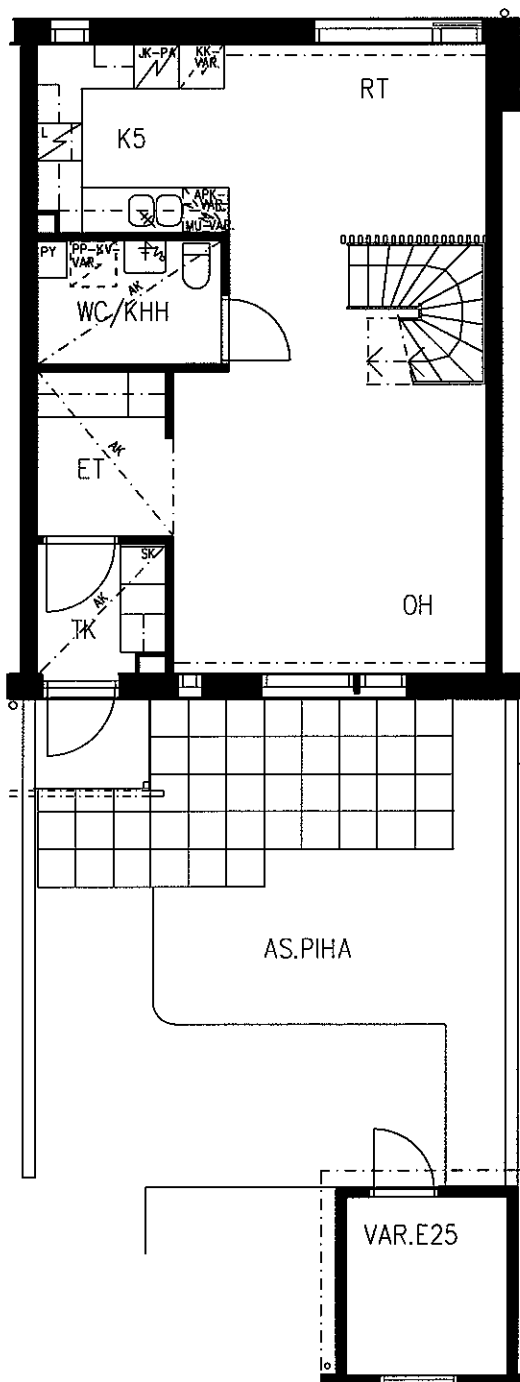 JK-PA
KK-
VAR.
RT
L
K5
APK-
VAR.
MU-VAR.
PY
PP-KV-
VAR.
AK
WC/KHH
AK
ET
SK
AK
TK
OH
AS.PIHA
VAR.E25